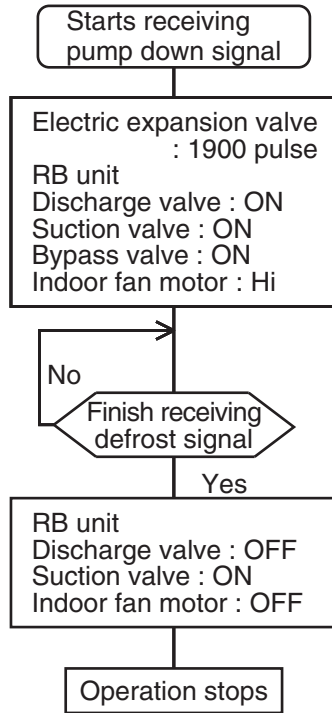 Starts receiving
pump down signal
Electric expansion valve
: 1900 pulse
RB unit
Discharge valve : ON
Suction valve : ON
Bypass valve : ON
Indoor fan motor : Hi
No
Finish receiving
defrost signal
Yes
RB unit
Discharge valve : OFF
Suction valve : ON
Indoor fan motor : OFF
Operation stops